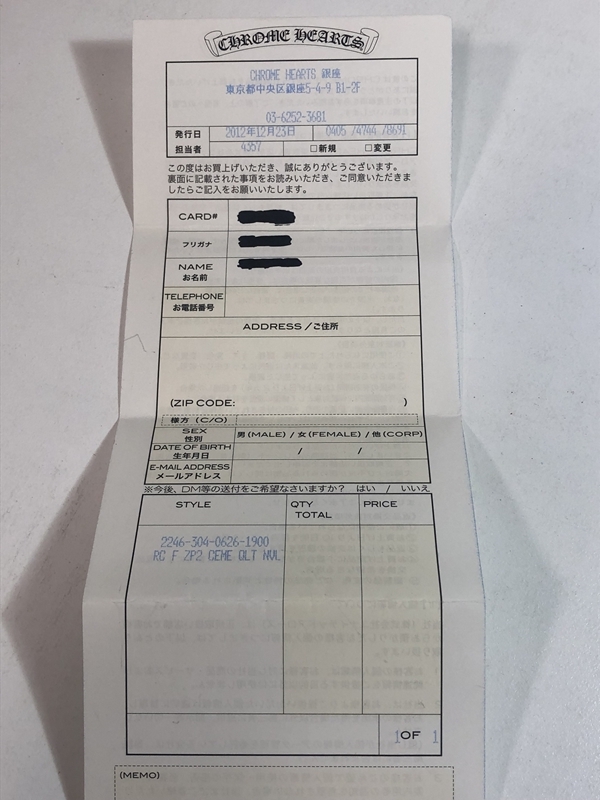 CHROME HEARTS
CHROME HEARTS 銀座
東京都中央区銀座5-4-9 B1-2F
03-6252-3681
発行日 2012年12月23日 0405 /4744 /8691
担当者 4357 □新規 □変更
この度はお買上げいただき、誠にありがとうございます。
裏面に記載された事項をお読みいただき、ご同意いただきま
したらご記入をお願いいたします。
CARD#
フリガナ
NAME
お名前
TELEPHONE
お電話番号
ADDRESS/ご住所
(ZIP CODE: )
様方 (C/O)
SEX
性別
男(MALE) / 女(FEMALE) / 他(CORP)
DATE OF BIRTH
生年月日
/ /
E-MAIL ADDRESS
メールアドレス
※今後、DM等の送付をご希望なさいますか? はい / いいえ
STYLE QTY TOTAL PRICE
2246-304-0626-1900
RC F ZP2 CEME QLT NVL
1 OF 1
(MEMO)